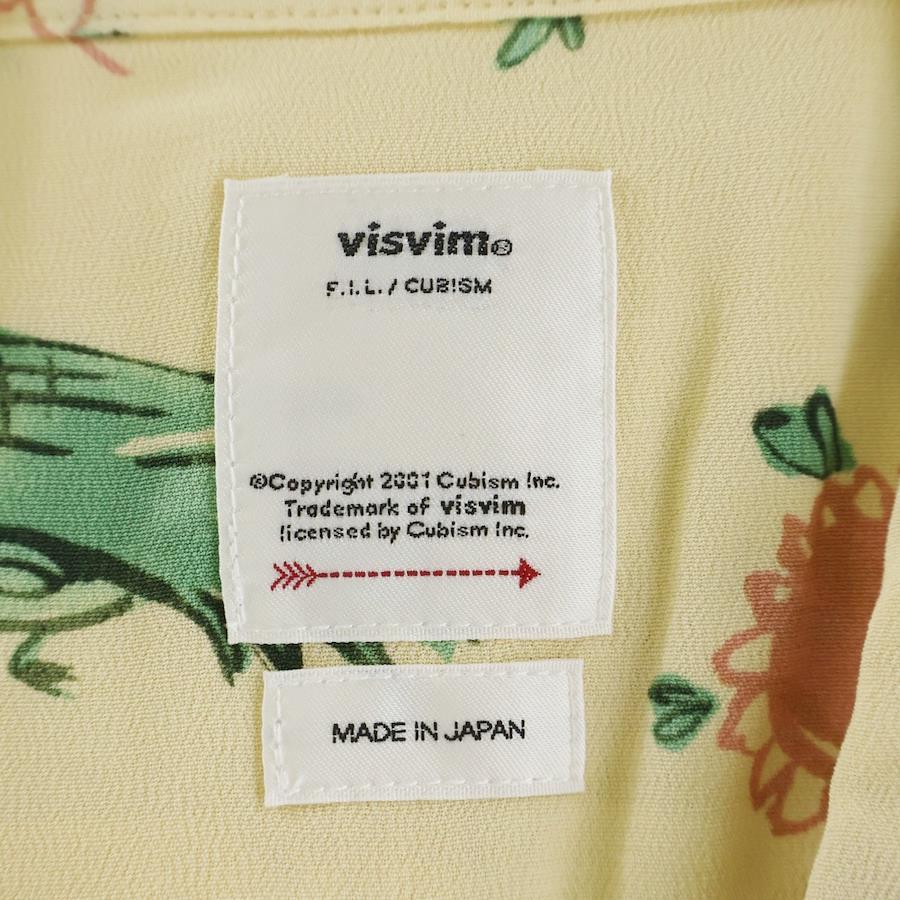 visvim®
F.I.L. / CUBISM
©Copyright 2001 Cubism Inc.
Trademark of visvim
licensed by Cubism Inc.
MADE IN JAPAN